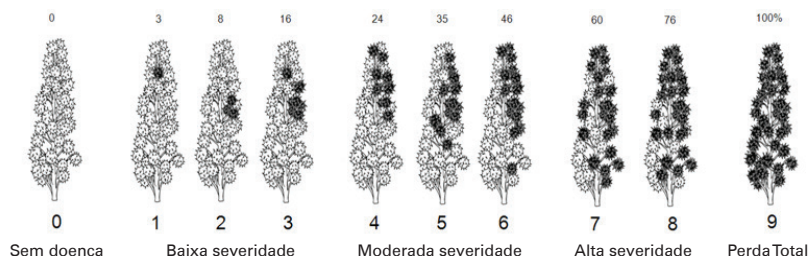 0 3 8 16 24 35 46 60 76 100%
0 1 2 3 4 5 6 7 8 9
Sem doença Baixa severidade Moderada severidade Alta severidade Perda Total